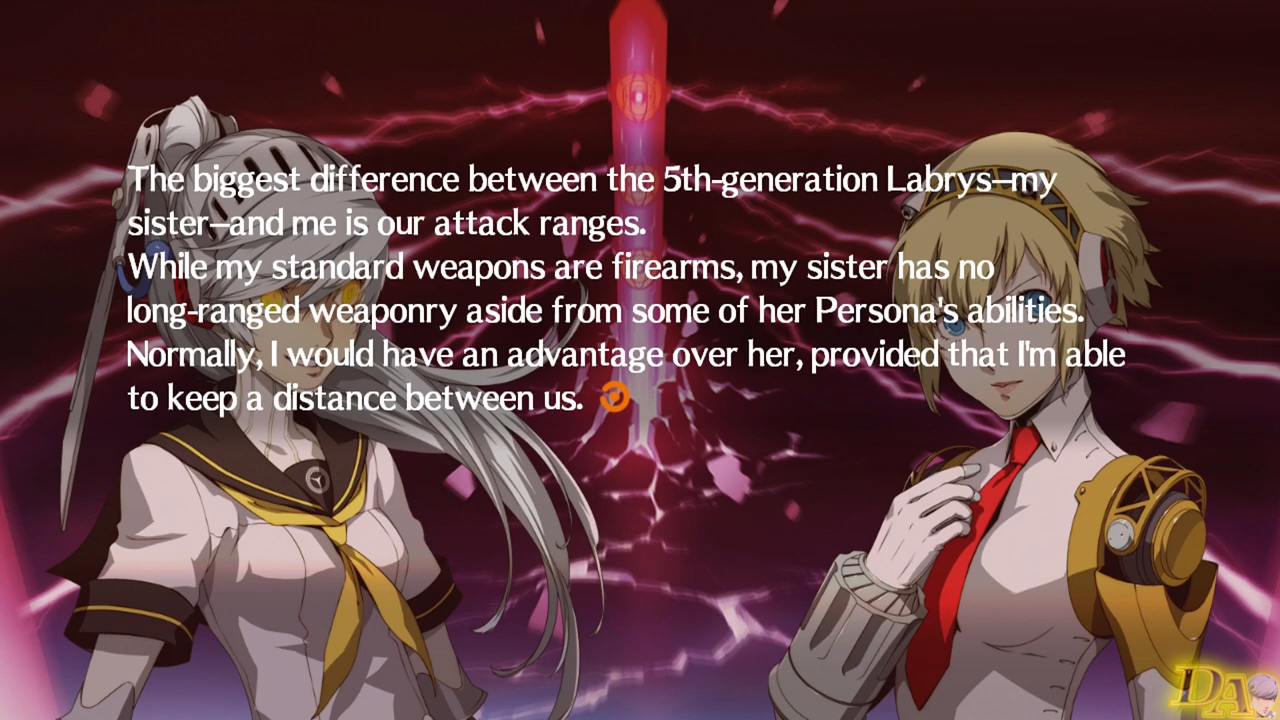 The biggest difference between the 5th-generation Labrys—my
sister—and me is our attack ranges.
While my standard weapons are firearms, my sister has no
long-ranged weaponry aside from some of her Persona's abilities.
Normally, I would have an advantage over her, provided that I'm able
to keep a distance between us.
DA